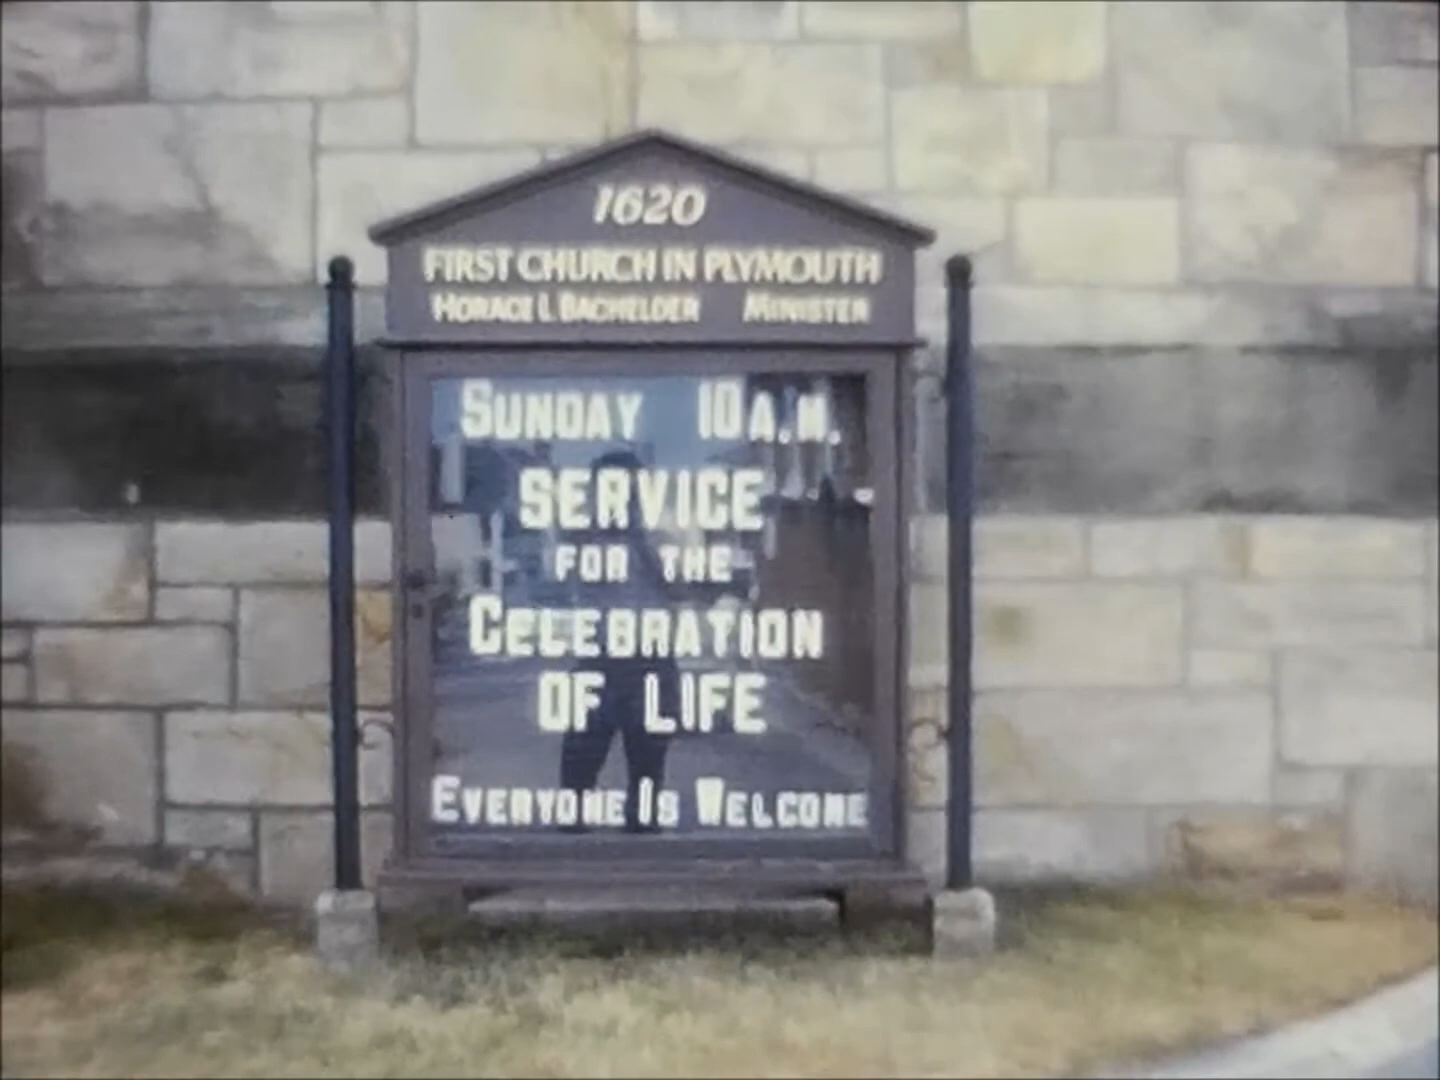 1620
FIRST CHURCH IN PLYMOUTH
HORACE L. BACHELDER MINISTER
SUNDAY 10 A.M.
SERVICE
FOR THE
CELEBRATION
OF LIFE
EVERYONE IS WELCOME